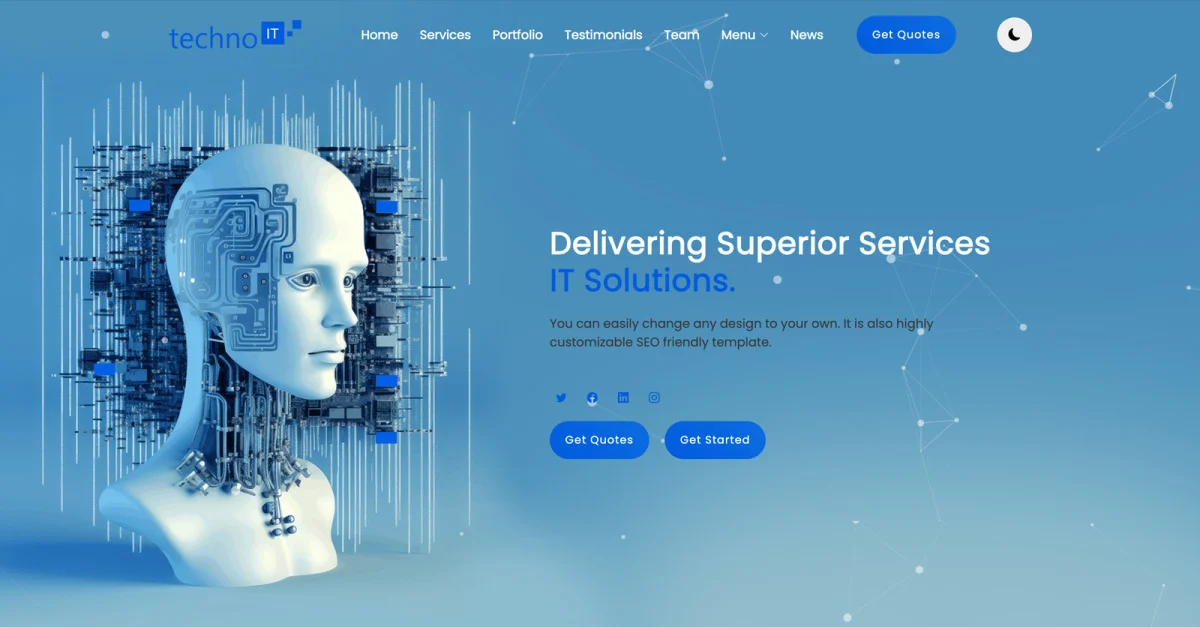 techno IT
Home Services Portfolio Testimonials Team Menu News Get Quotes
Delivering Superior Services
IT Solutions.
You can easily change any design to your own. It is also highly
customizable SEO friendly template.
Get Quotes Get Started